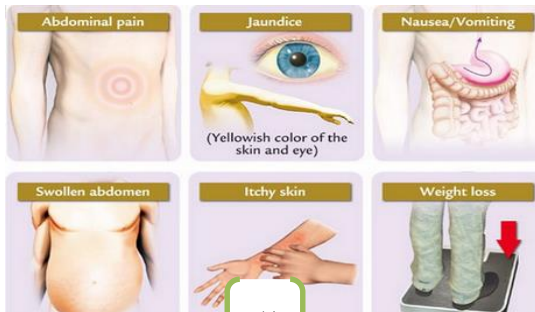 Abdominal pain
Jaundice
Nausea/Vomiting
(Yellowish color of the
skin and eye)
Swollen abdomen
Itchy skin
Weight loss